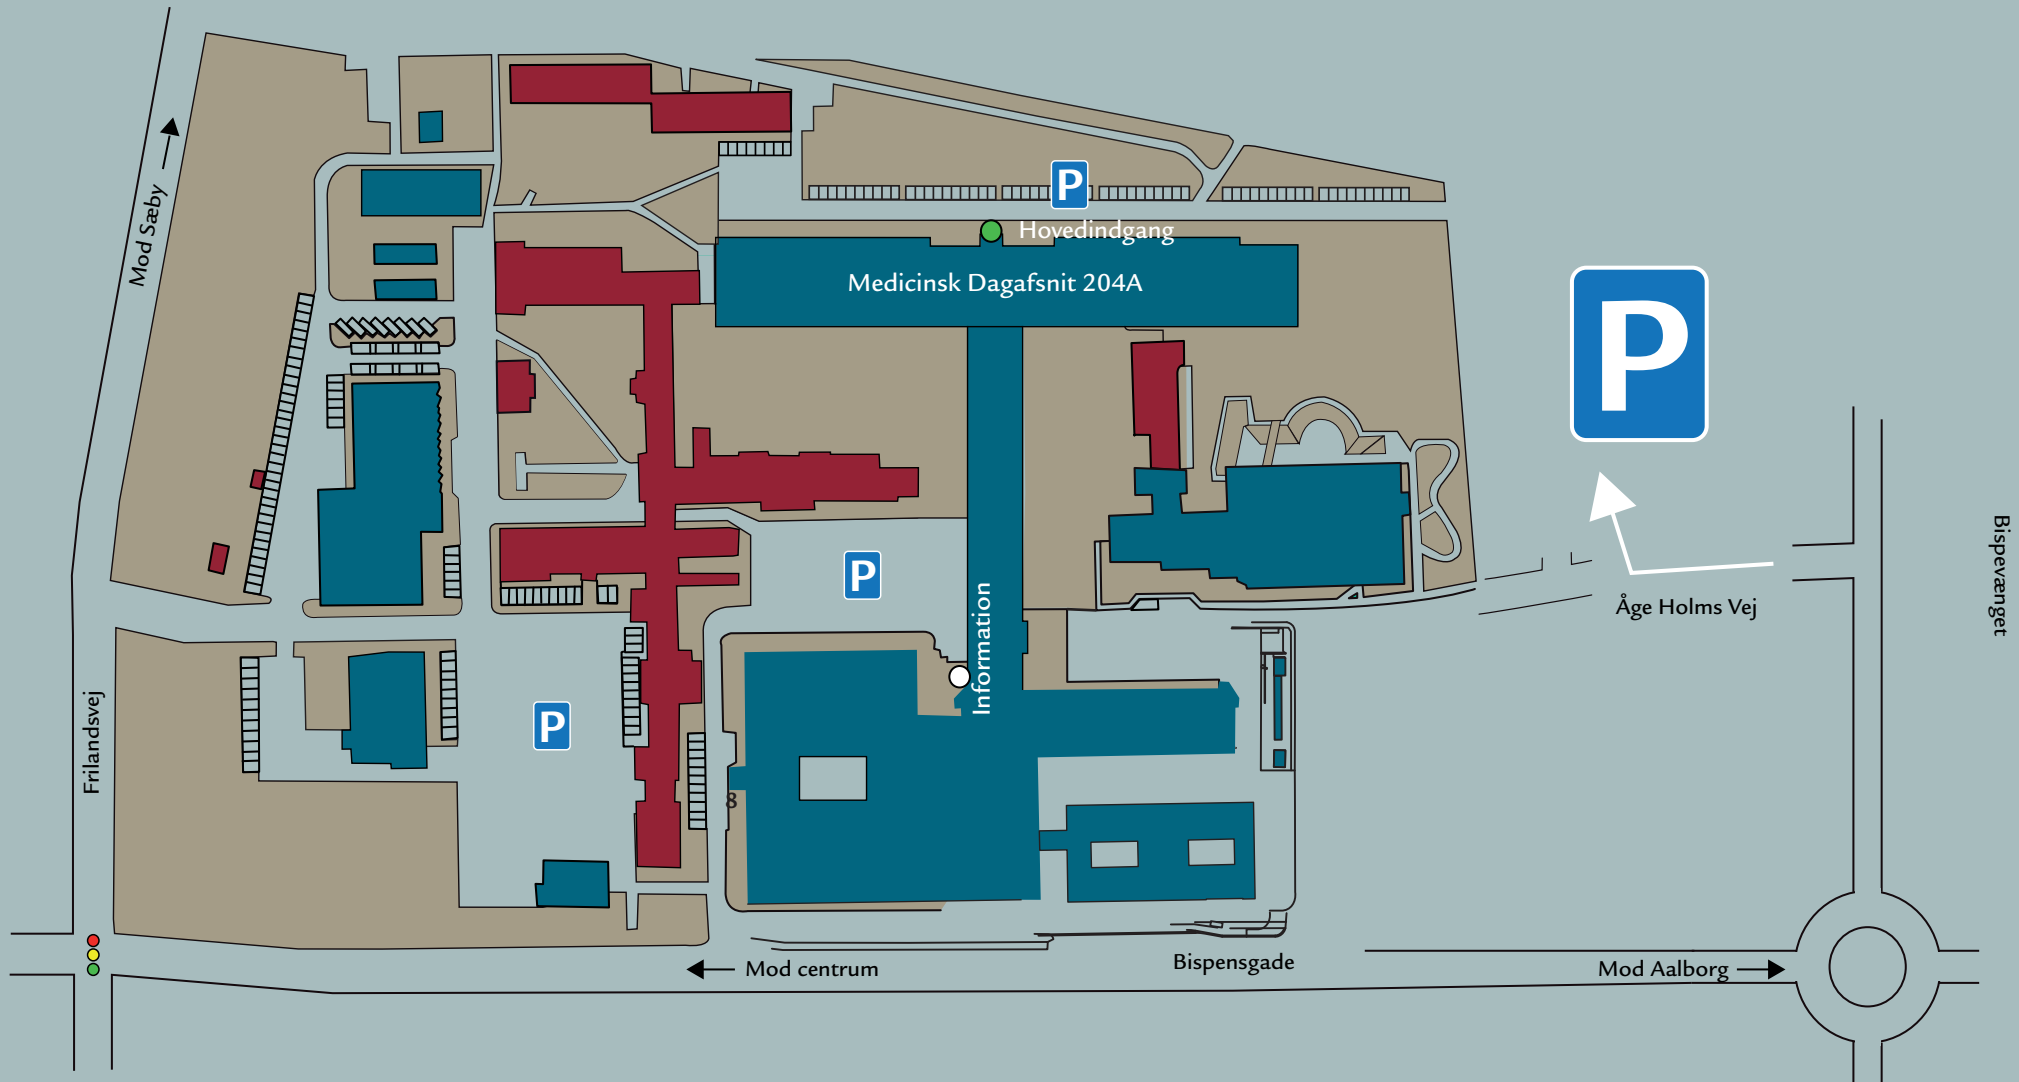 P
Hovedindgang
Medicinsk Dagafsnit 204A
P
Mod Sæby
P
Information
Åge Holms Vej
Bispevænget
P
Frilandsvej
8
Mod centrum
Bispensgade
Mod Aalborg